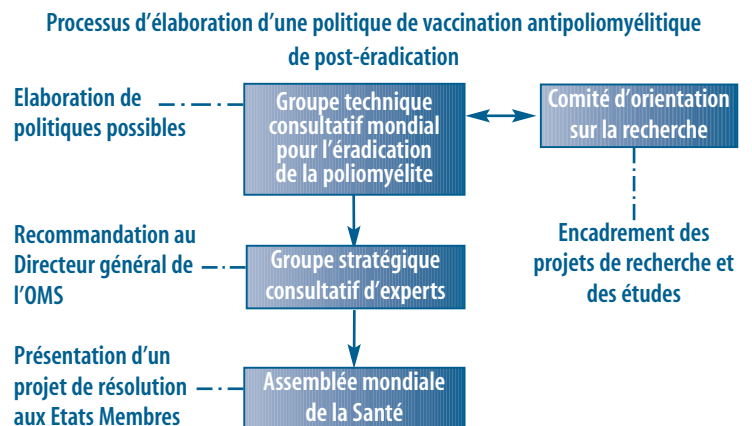 Processus d’élaboration d’une politique de vaccination antipoliomyélitique
de post-éradication
Elaboration de
politiques possibles
Groupe technique
consultatif mondial
pour l’éradication
de la poliomyélite
Comité d’orientation
sur la recherche
Encadrement des
projets de recherche et
des études
Recommandation au
Directeur général de
l’OMS
Groupe stratégique
consultatif d’experts
Présentation d’un
projet de résolution
aux Etats Membres
Assemblée mondiale
de la Santé